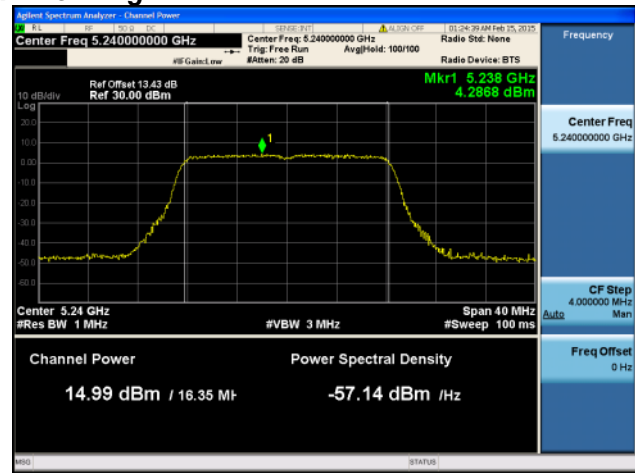 Agilent Spectrum Analyzer - Channel Power
RL RF 50 Ω DC SENSE:INT ALIGN OFF 01:24:39 AM Feb 15, 2015
Center Freq 5.240000000 GHz Center Freq: 5.240000000 GHz Radio Std: None Frequency
Trig: Free Run Avg|Hold: 100/100
#IFGain:Low #Atten: 20 dB Radio Device: BTS
Ref Offset 13.43 dB Mkr1 5.238 GHz
10 dB/div Ref 30.00 dBm 4.2868 dBm
Log
20.0
10.0
0.00
-10.0
-20.0
-30.0
-40.0
-50.0
-60.0
1
Center Freq
5.240000000 GHz
CF Step
4.000000 MHz
Auto Man
Center 5.24 GHz Span 40 MHz
#Res BW 1 MHz #VBW 3 MHz #Sweep 100 ms
Freq Offset
0 Hz
Channel Power Power Spectral Density
14.99 dBm / 16.35 MH -57.14 dBm /Hz
MSG STATUS